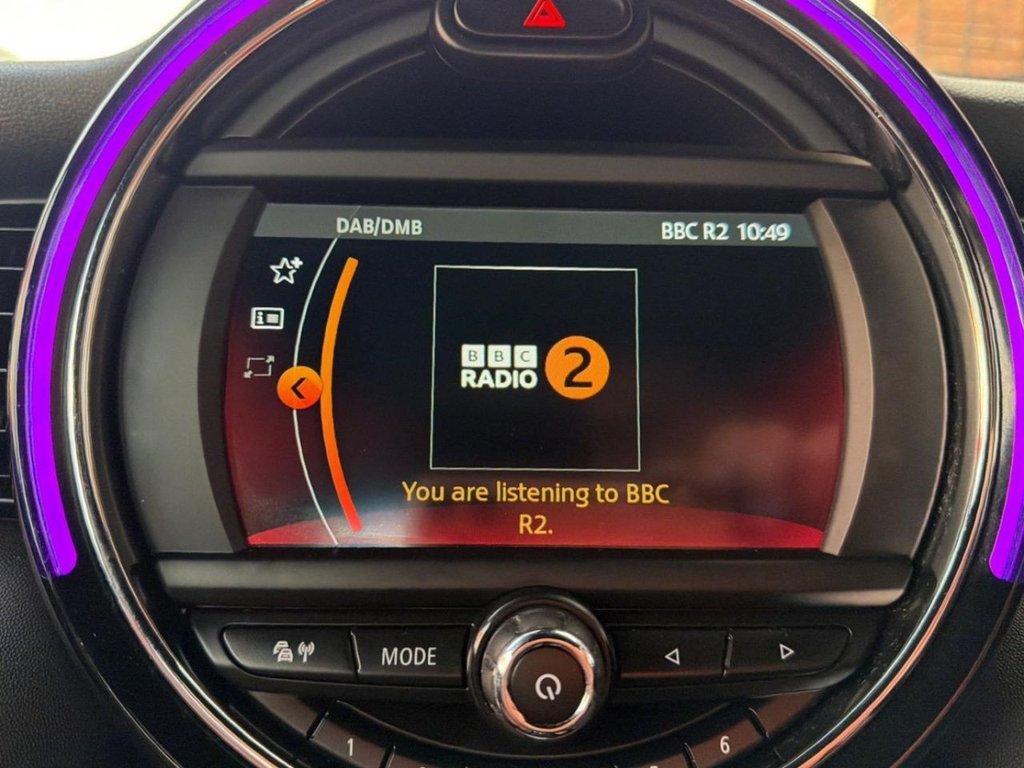 DAB/DMB
BBC R2 10:49
BBC
RADIO 2
You are listening to BBC
R2.
MODE
1
6